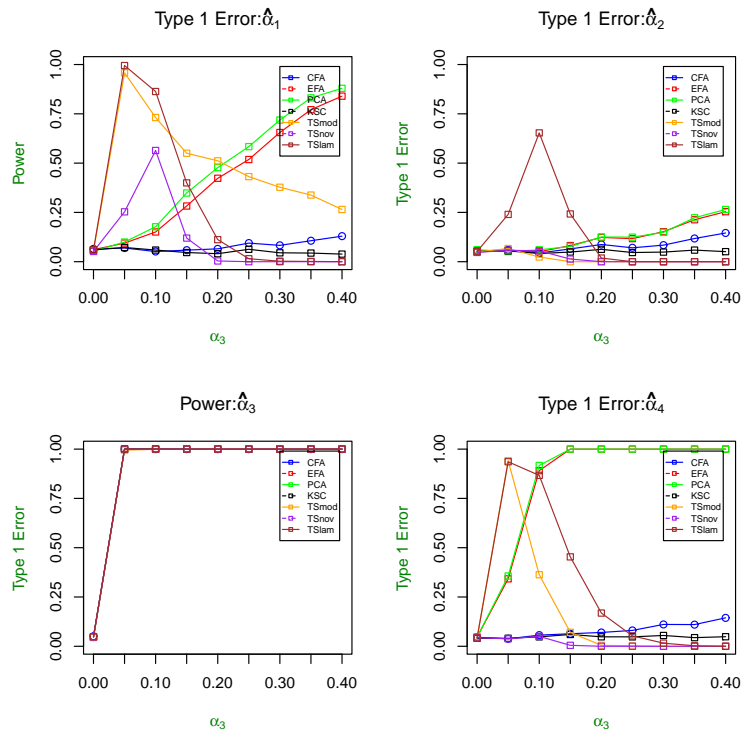 Type 1 Error:α̂₁
Power
1.00
0.75
0.50
0.25
0.00
0.00 0.10 0.20 0.30 0.40
α₃
CFA
EFA
PCA
KSC
TSmod
TSnov
TSlam
Type 1 Error:α̂₂
Type 1 Error
1.00
0.75
0.50
0.25
0.00
0.00 0.10 0.20 0.30 0.40
α₃
CFA
EFA
PCA
KSC
TSmod
TSnov
TSlam
Power:α̂₃
Type 1 Error
1.00
0.75
0.50
0.25
0.00
0.00 0.10 0.20 0.30 0.40
α₃
CFA
EFA
PCA
KSC
TSmod
TSnov
TSlam
Type 1 Error:α̂₄
Type 1 Error
1.00
0.75
0.50
0.25
0.00
0.00 0.10 0.20 0.30 0.40
α₃
CFA
EFA
PCA
KSC
TSmod
TSnov
TSlam